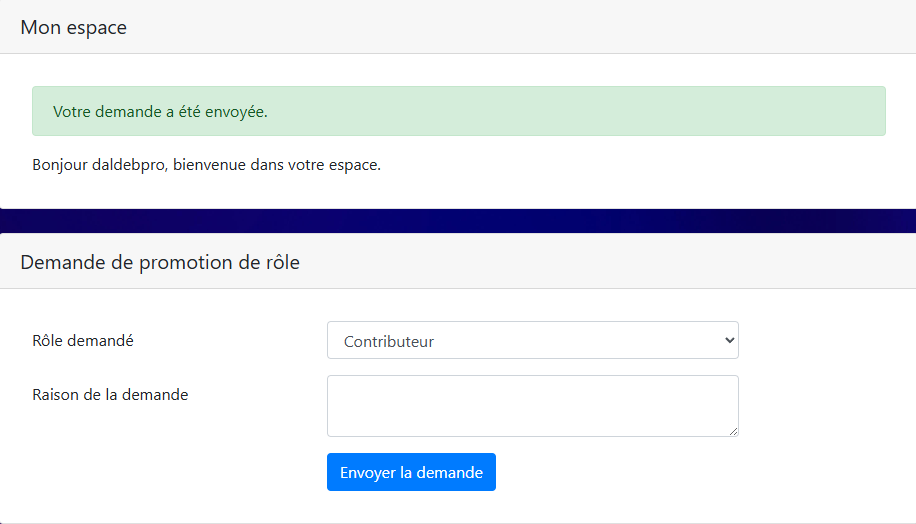 Mon espace
Votre demande a été envoyée.
Bonjour daldebpro, bienvenue dans votre espace.
Demande de promotion de rôle
Rôle demandé
Contributeur
Raison de la demande
Envoyer la demande